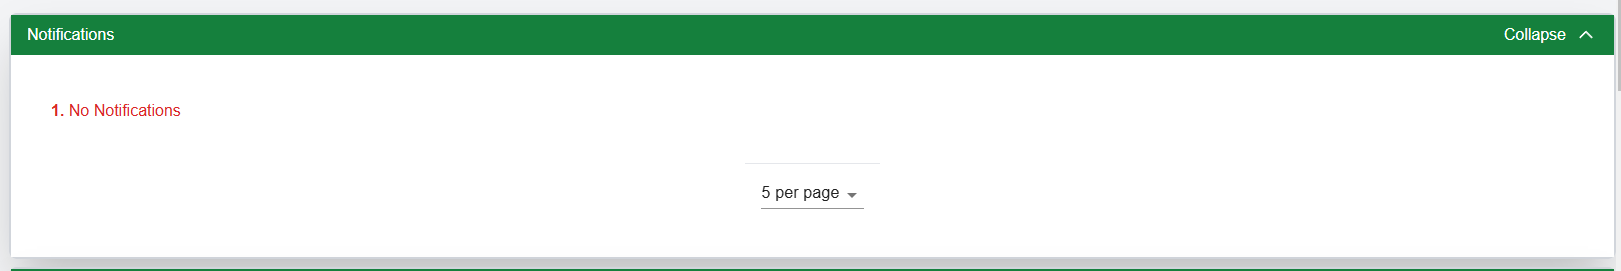 Notifications
Collapse
1. No Notifications
5 per page